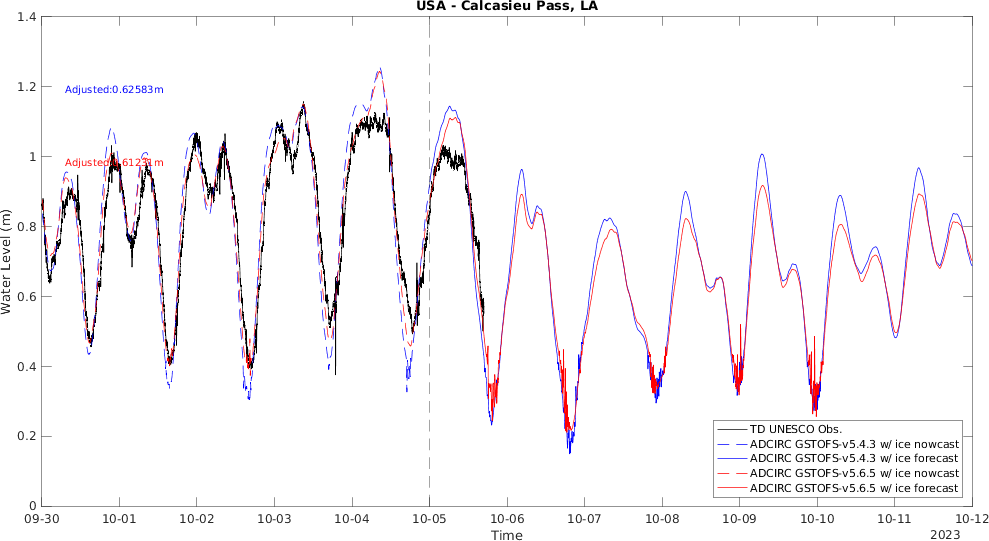 USA - Calcasieu Pass, LA
Water Level (m)
1.4
1.2
1
0.8
0.6
0.4
0.2
0
Adjusted:0.62583m
TD UNESCO Obs.
ADCIRC GSTOFS-v5.4.3 w/ ice nowcast
ADCIRC GSTOFS-v5.4.3 w/ ice forecast
ADCIRC GSTOFS-v5.6.5 w/ ice nowcast
ADCIRC GSTOFS-v5.6.5 w/ ice forecast
09-30 10-01 10-02 10-03 10-04 10-05 10-06 10-07 10-08 10-09 10-10 10-11 10-12
Time
2023